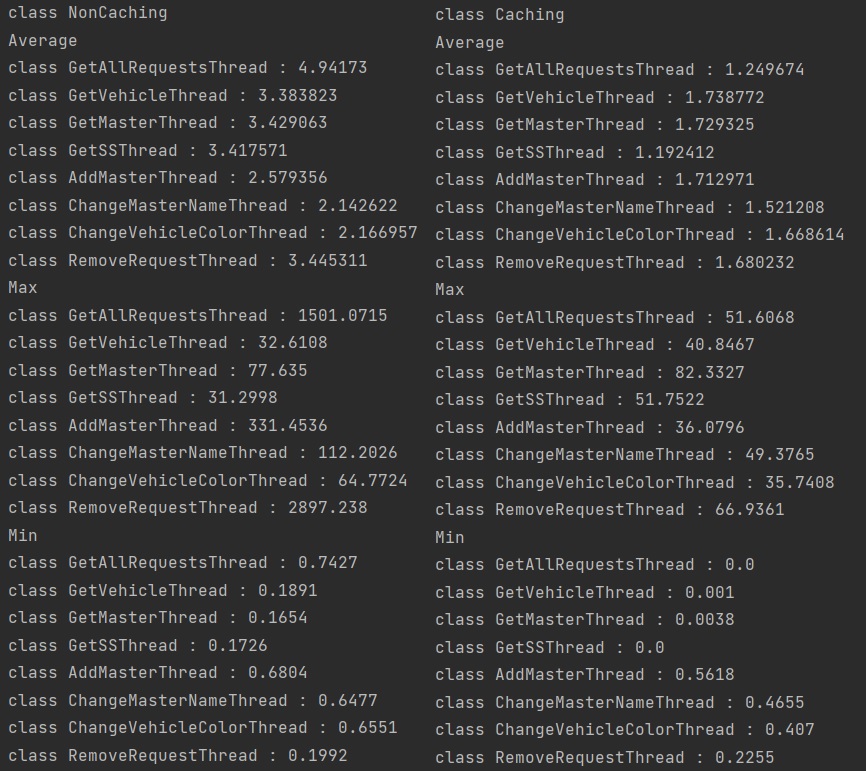 class NonCaching
Average
class GetAllRequestsThread : 4.94173
class GetVehicleThread : 3.383823
class GetMasterThread : 3.429063
class GetSSThread : 3.417571
class AddMasterThread : 2.579356
class ChangeMasterNameThread : 2.142622
class ChangeVehicleColorThread : 2.166957
class RemoveRequestThread : 3.445311
Max
class GetAllRequestsThread : 1501.0715
class GetVehicleThread : 32.6108
class GetMasterThread : 77.635
class GetSSThread : 31.2998
class AddMasterThread : 331.4536
class ChangeMasterNameThread : 112.2026
class ChangeVehicleColorThread : 64.7724
class RemoveRequestThread : 2897.238
Min
class GetAllRequestsThread : 0.7427
class GetVehicleThread : 0.1891
class GetMasterThread : 0.1654
class GetSSThread : 0.1726
class AddMasterThread : 0.6804
class ChangeMasterNameThread : 0.6477
class ChangeVehicleColorThread : 0.6551
class RemoveRequestThread : 0.1992
class Caching
Average
class GetAllRequestsThread : 1.249674
class GetVehicleThread : 1.738772
class GetMasterThread : 1.729325
class GetSSThread : 1.192412
class AddMasterThread : 1.712971
class ChangeMasterNameThread : 1.521208
class ChangeVehicleColorThread : 1.668614
class RemoveRequestThread : 1.680232
Max
class GetAllRequestsThread : 51.6068
class GetVehicleThread : 40.8467
class GetMasterThread : 82.3327
class GetSSThread : 51.7522
class AddMasterThread : 36.0796
class ChangeMasterNameThread : 49.3765
class ChangeVehicleColorThread : 35.7408
class RemoveRequestThread : 66.9361
Min
class GetAllRequestsThread : 0.0
class GetVehicleThread : 0.001
class GetMasterThread : 0.0038
class GetSSThread : 0.0
class AddMasterThread : 0.5618
class ChangeMasterNameThread : 0.4655
class ChangeVehicleColorThread : 0.407
class RemoveRequestThread : 0.2255